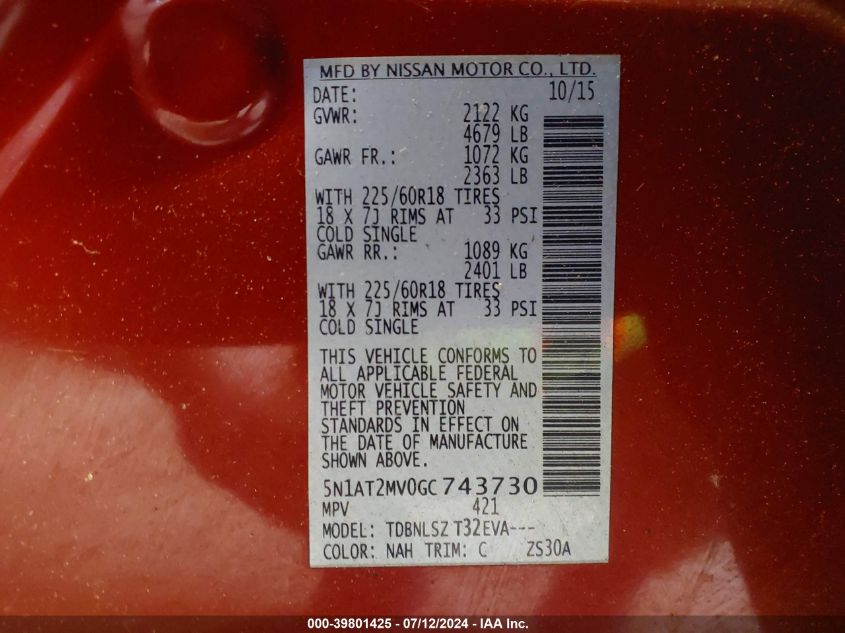 MFD BY NISSAN MOTOR CO., LTD.
DATE: 10/15
GVWR: 2122 KG
4679 LB
GAWR FR.: 1072 KG
2363 LB
WITH 225/60R18 TIRES
18 X 7J RIMS AT 33 PSI
COLD SINGLE
GAWR RR.: 1089 KG
2401 LB
WITH 225/60R18 TIRES
18 X 7J RIMS AT 33 PSI
COLD SINGLE
THIS VEHICLE CONFORMS TO
ALL APPLICABLE FEDERAL
MOTOR VEHICLE SAFETY AND
THEFT PREVENTION
STANDARDS IN EFFECT ON
THE DATE OF MANUFACTURE
SHOWN ABOVE.
5N1AT2MV0GC743730
MPV 421
MODEL: TDBNLSZ T32EVA---
COLOR: NAH TRIM: C ZS30A
000-39801425 - 07/12/2024 - IAA Inc.